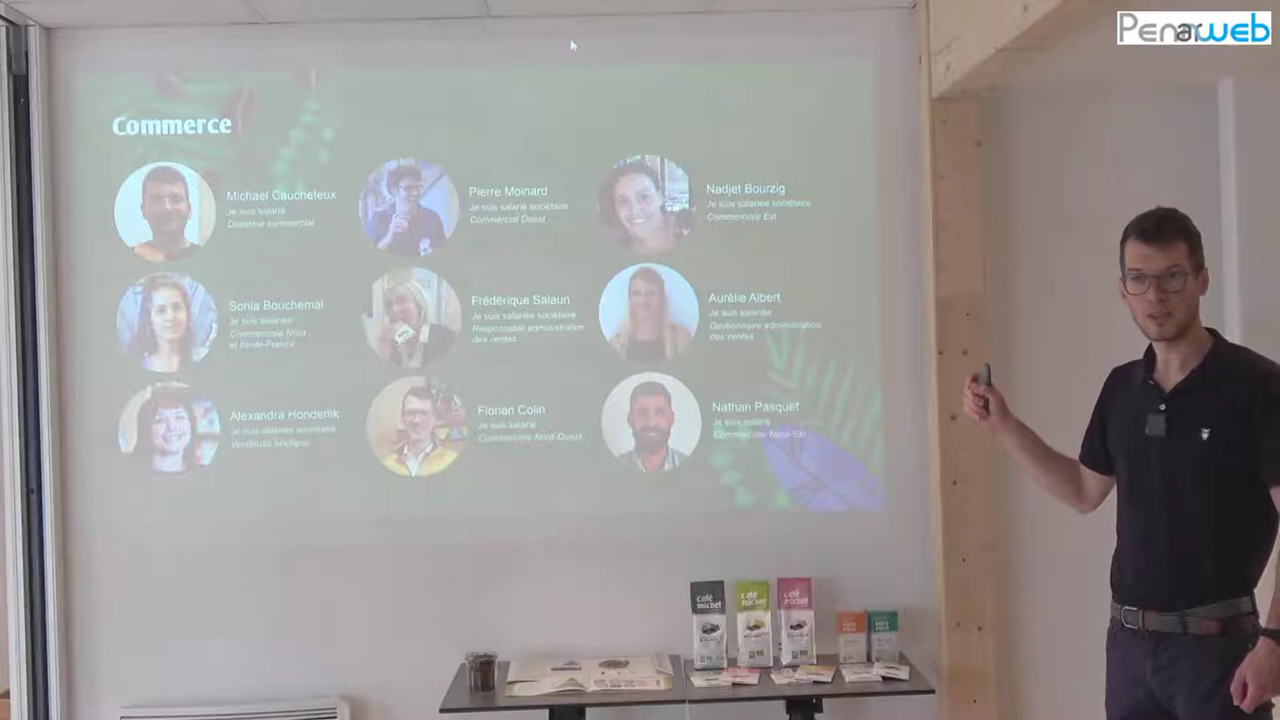 Penarweb
Commerce
Michael Caucheteux
Je suis salarié
Directeur commercial
Pierre Moinard
Je suis salarié sociétaire
Commercial Ouest
Nadjet Bourzig
Je suis salariée sociétaire
Commerciale Est
Sonia Bouchemal
Je suis salariée
Commerciale Nord
et Île-de-France
Frédérique Salaun
Je suis salariée sociétaire
Responsable administration
des ventes
Aurélie Albert
Je suis salariée
Gestionnaire administration
des ventes
Alexandra Honderlik
Je suis salariée sociétaire
Vendeuse boutique
Florian Colin
Je suis salarié
Commercial Nord-Ouest
Nathan Pasquet
Je suis salarié
Commercial Nord-Est
café
michel
café
michel
café
michel